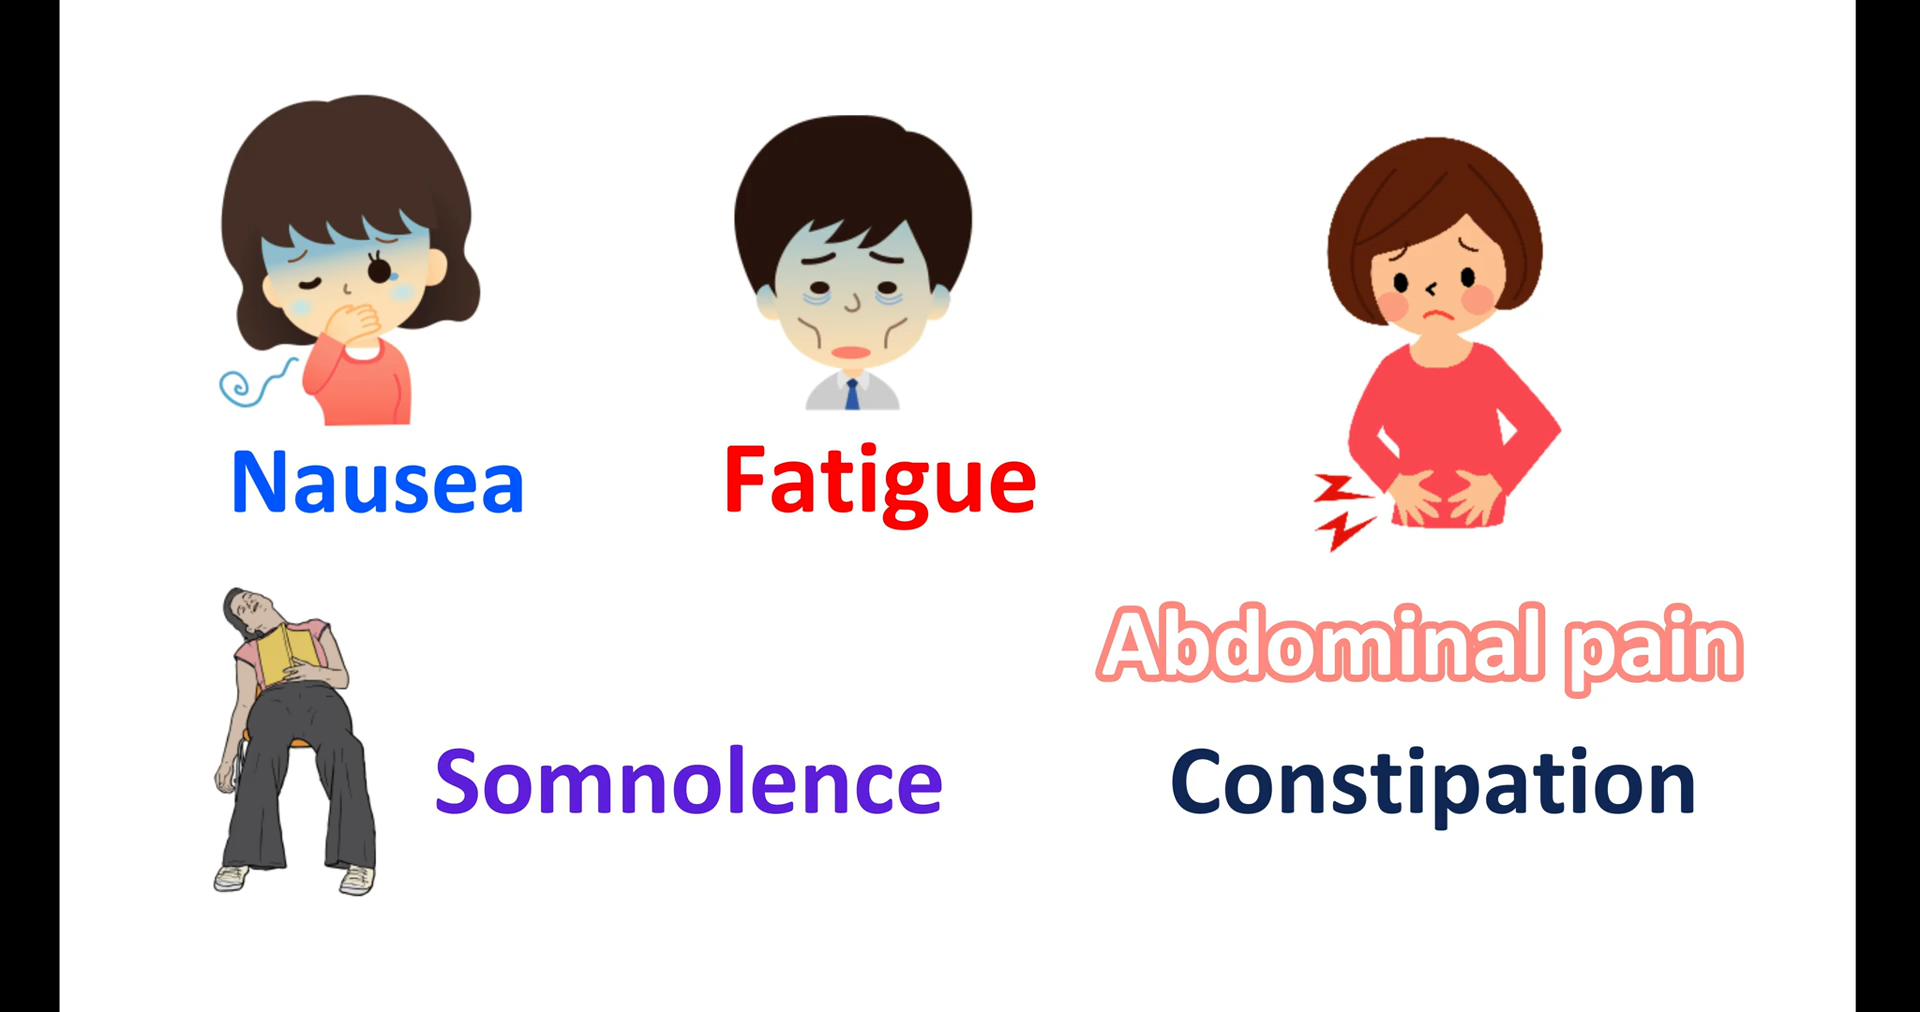 Nausea
Fatigue
Abdominal pain
Somnolence
Constipation